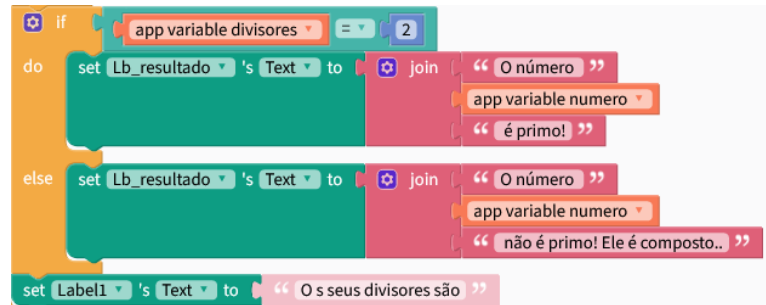 if app variable divisores = 2
do set Lb_resultado 's Text to join “ O número ”
app variable numero
“ é primo! ”
else set Lb_resultado 's Text to join “ O número ”
app variable numero
“ não é primo! Ele é composto.. ”
set Label1 's Text to “ O s seus divisores são ”